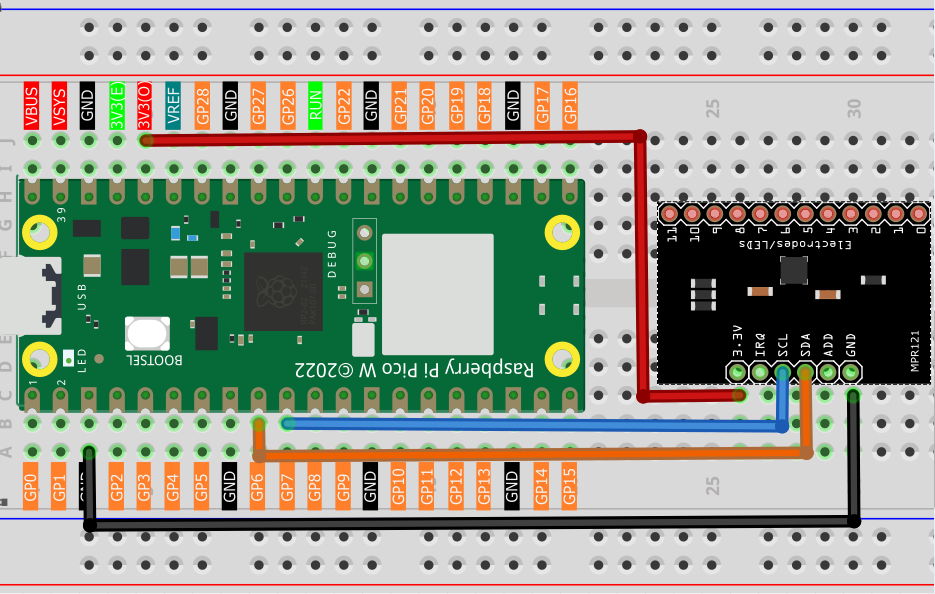 VBUS VSYS GND 3V3(E) 3V3(O) VREF GP28 GND GP27 GP26 RUN GP22 GND GP21 GP20 GP19 GP18 GND GP17 GP16
25 30
J
I
H
G
39
DEBUG
USB
LED
BOOTSEL
1 2
Raspberry Pi Pico W ©2022
11 10 9 8 7 6 5 4 3 2 1 0
Electrodes/LEDs
3.3V IRQ SCL SDA ADD GND
MPR121
E
D
C
B
A
GP0 GP1 GND GP2 GP3 GP4 GP5 GND GP6 GP7 GP8 GP9 GND GP10 GP11 GP12 GP13 GND GP14 GP15
25